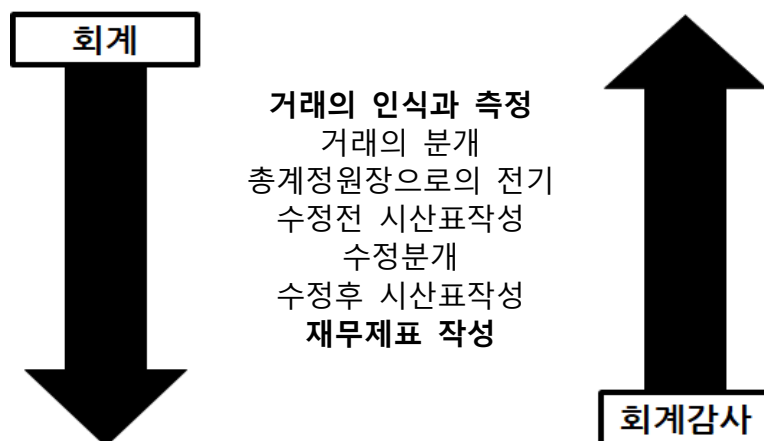 회계
거래의 인식과 측정
거래의 분개
총계정원장으로의 전기
수정전 시산표작성
수정분개
수정후 시산표작성
재무제표 작성
회계감사